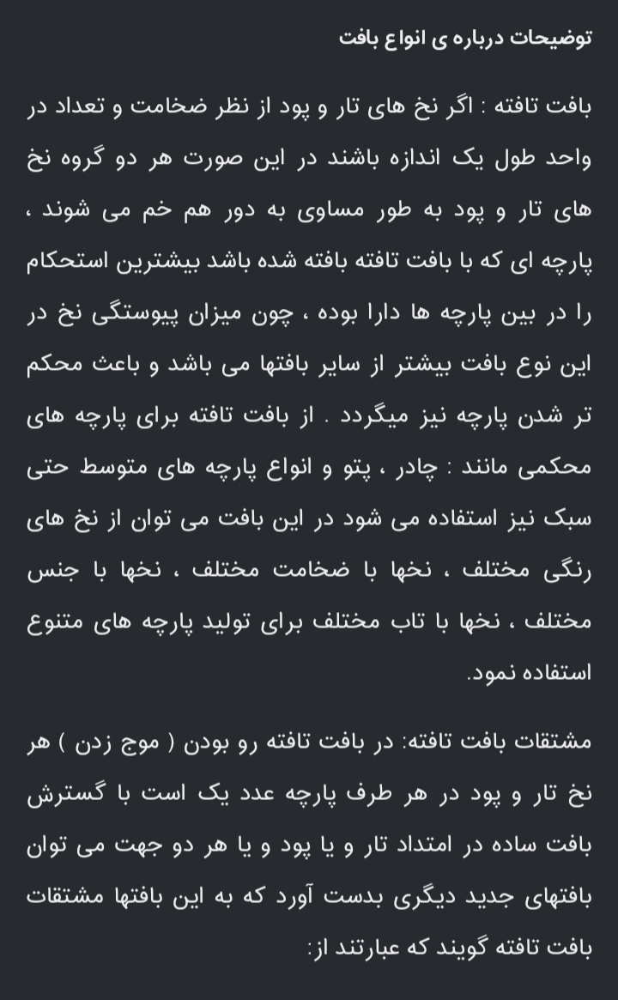 توضیحات درباره ی انواع بافت
بافت تافته : اگر نخ های تار و پود از نظر ضخامت و تعداد در
واحد طول یک اندازه باشند در این صورت هر دو گروه نخ
های تار و پود به طور مساوی به دور هم خم می شوند ،
پارچه ای که با بافت تافته بافته شده باشد بیشترین استحکام
را در بین پارچه ها دارا بوده ، چون میزان پیوستگی نخ در
این نوع بافت بیشتر از سایر بافتها می باشد و باعث محکم
تر شدن پارچه نیز میگردد . از بافت تافته برای پارچه های
محکمی مانند : چادر ، پتو و انواع پارچه های متوسط حتی
سبک نیز استفاده می شود در این بافت می توان از نخ های
رنگی مختلف ، نخها با ضخامت مختلف ، نخها با جنس
مختلف ، نخها با تاب مختلف برای تولید پارچه های متنوع
استفاده نمود.
مشتقات بافت تافته: در بافت تافته رو بودن ( موج زدن ) هر
نخ تار و پود در هر طرف پارچه عدد یک است با گسترش
بافت ساده در امتداد تار و یا پود و یا هر دو جهت می توان
بافتهای جدید دیگری بدست آورد که به این بافتها مشتقات
بافت تافته گویند که عبارتند از: